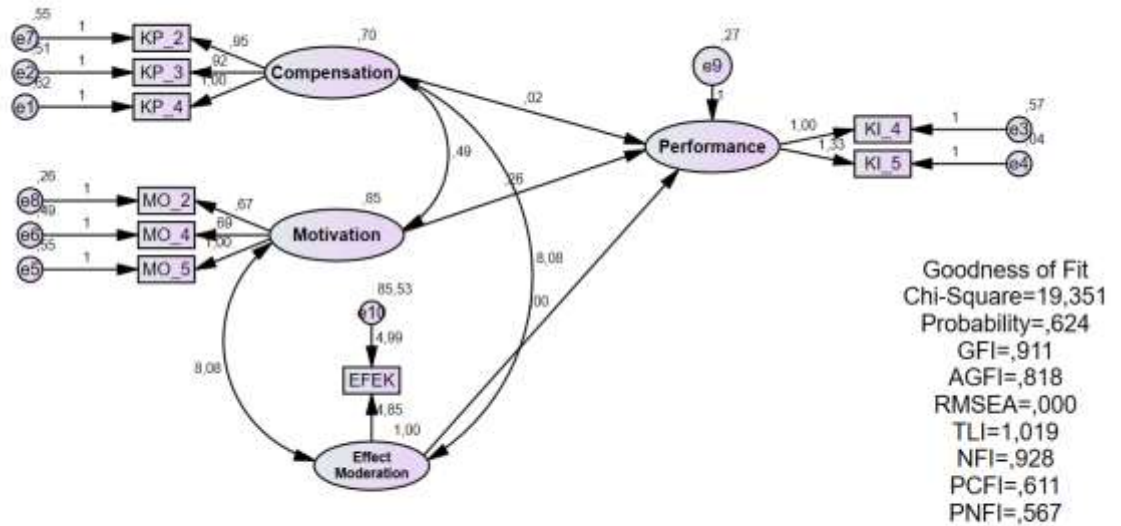 ,55
e7
1
KP_2
,95
,51
e2
1
KP_3
,92
,62
e1
1
KP_4
1,00
,70
Compensation
,27
e9
1
,02
Performance
1,00
KI_4
1
e3
,57
1,33
KI_5
1
e4
,04
,49
,26
,26
e8
1
MO_2
,67
,49
e6
1
MO_4
,69
,55
e5
1
MO_5
1,00
,85
Motivation
8,08
,00
85,53
e10
4,99
EFEK
4,85
1,00
8,08
Effect
Moderation
Goodness of Fit
Chi-Square=19,351
Probability=,624
GFI=,911
AGFI=,818
RMSEA=,000
TLI=1,019
NFI=,928
PCFI=,611
PNFI=,567